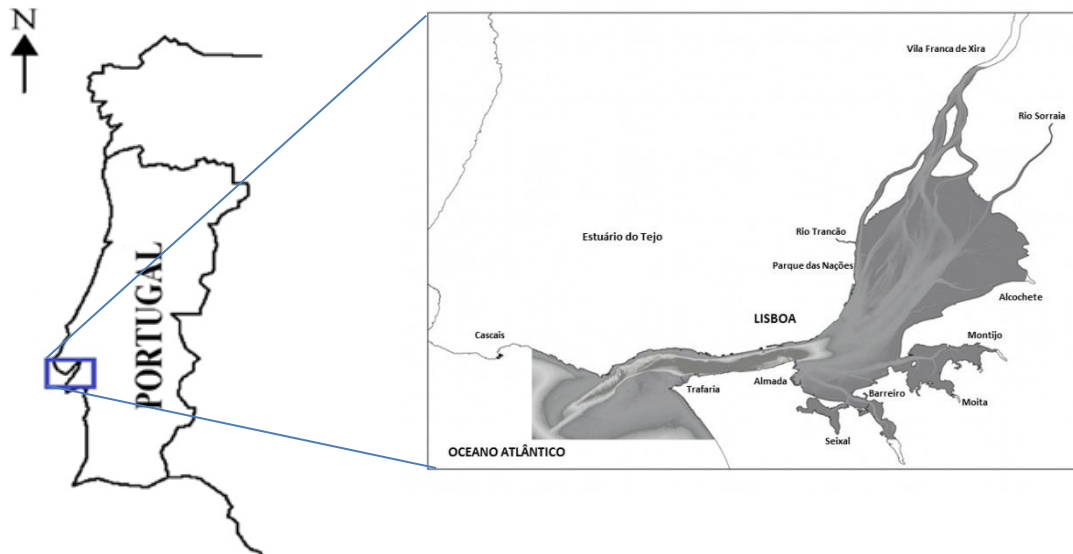 N
PORTUGAL
Vila Franca de Xira
Rio Sorraia
Estuário do Tejo
Rio Trancão
Parque das Nações
Alcochete
LISBOA
Cascais
Montijo
Trafaria
Almada
Barreiro
Moita
Seixal
OCEANO ATLÂNTICO